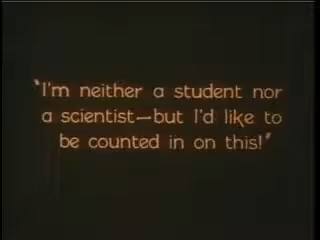 "I'm neither a student nor
a scientist—but I'd like to
be counted in on this!"